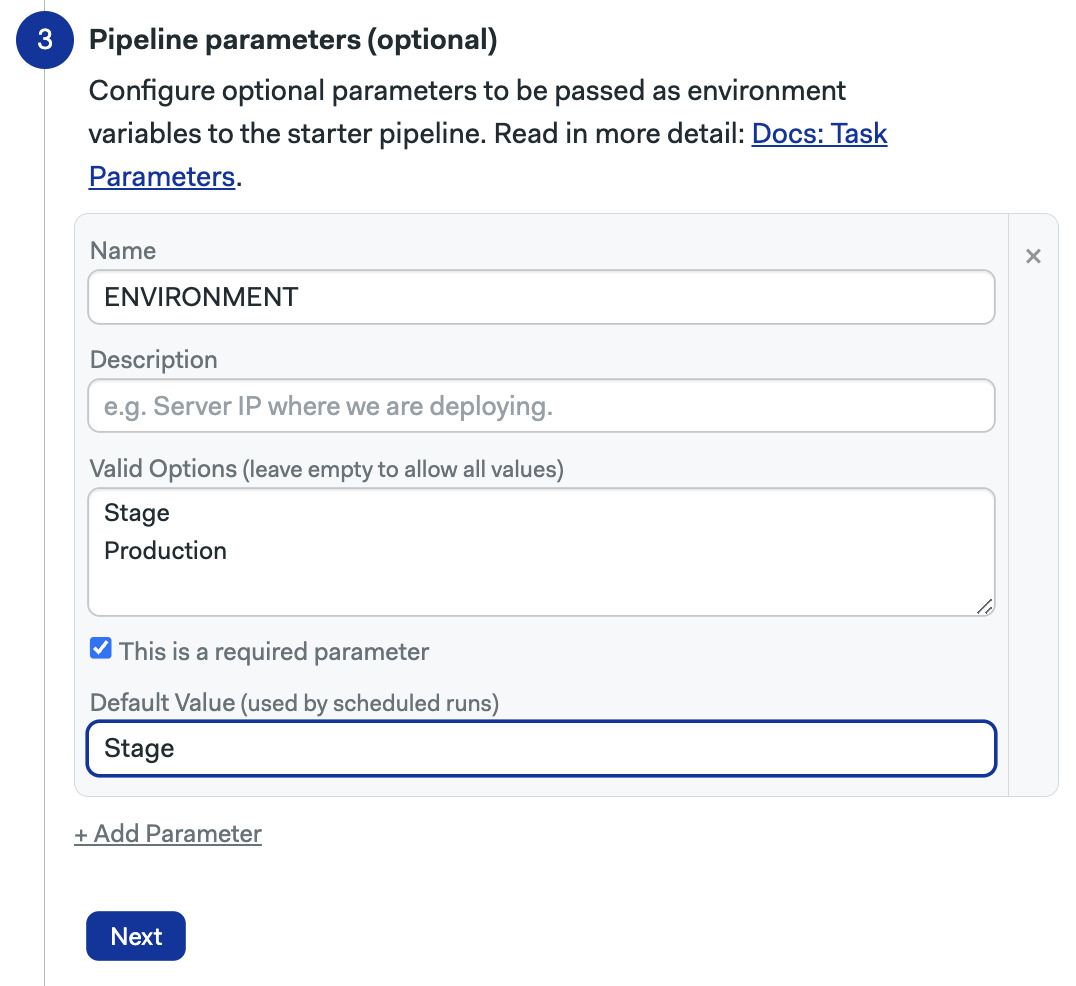 3
Pipeline parameters (optional)
Configure optional parameters to be passed as environment
variables to the starter pipeline. Read in more detail: Docs: Task
Parameters.
Name
×
ENVIRONMENT
Description
e.g. Server IP where we are deploying.
Valid Options (leave empty to allow all values)
Stage
Production
This is a required parameter
Default Value (used by scheduled runs)
Stage
+ Add Parameter
Next